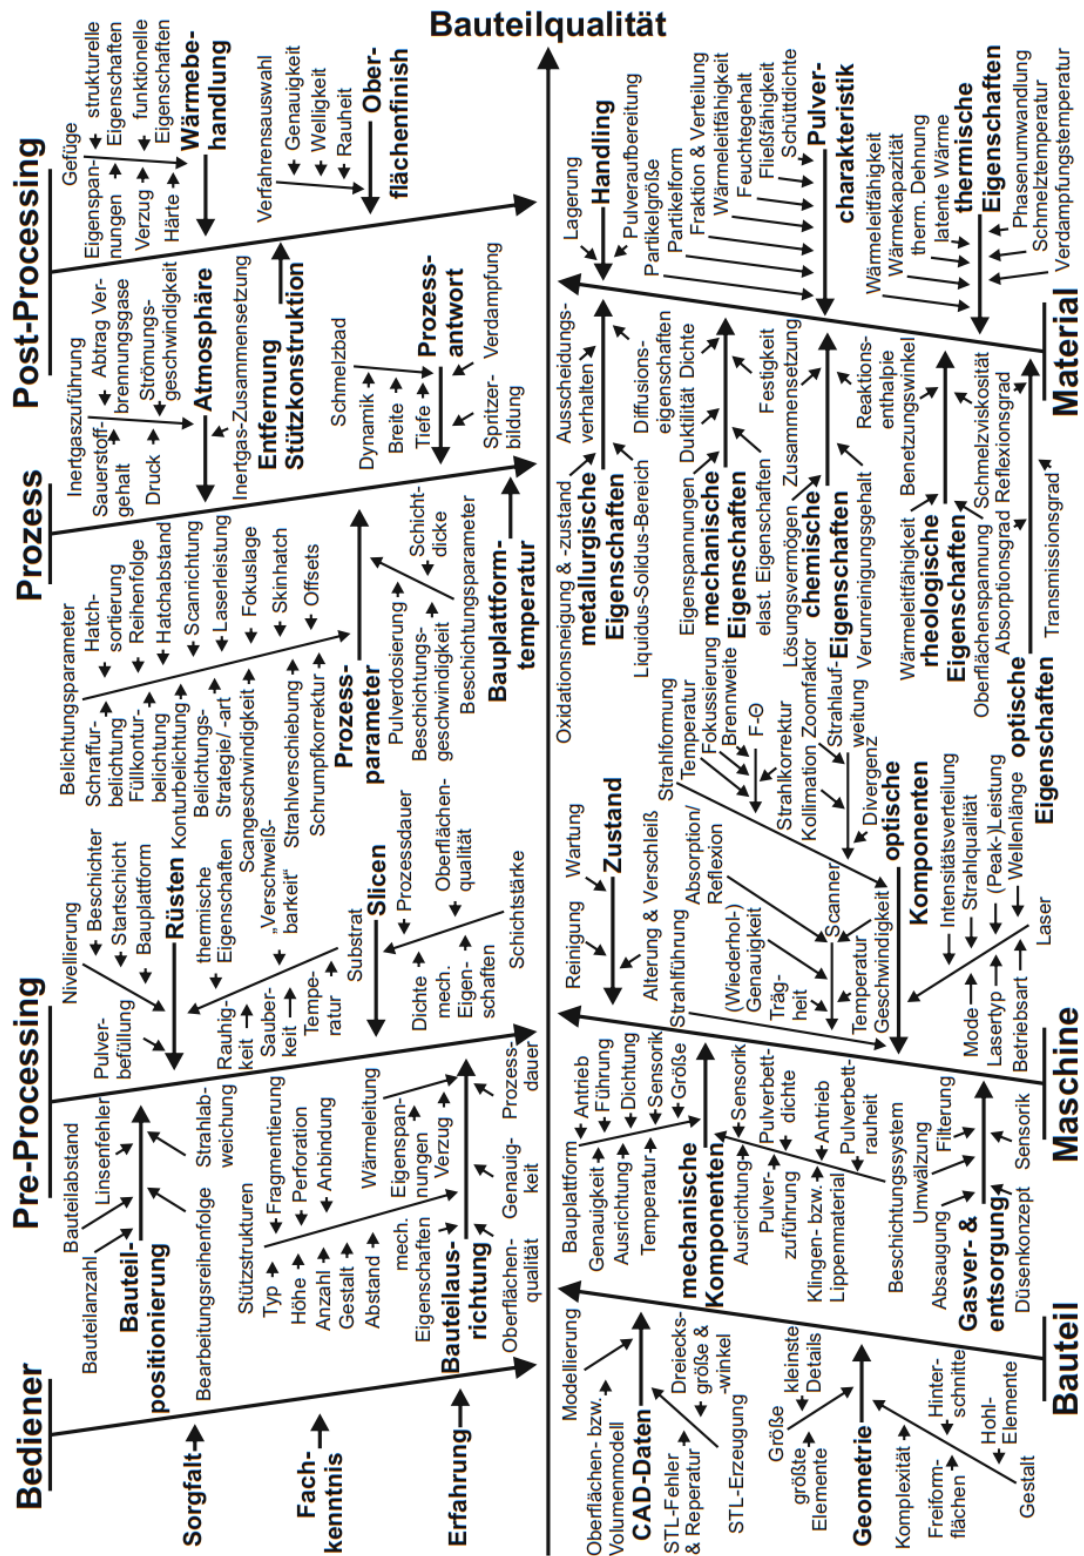 Bauteilqualität
Bediener
Sorgfalt
Fach-
kenntnis
Erfahrung
Pre-Processing
Bauteilanzahl
Bauteilabstand
Linsenfehler
Bauteil-
positionierung
Bearbeitungsreihenfolge
Strahlab-
weichung
Stützstrukturen
Typ
Fragmentierung
Höhe
Perforation
Anzahl
Anbindung
Gestalt
Abstand
Wärmeleitung
Eigenspan-
nungen
Verzug
mech.
Eigenschaften
Bauteilaus-
richtung
Oberflächen-
qualität
Genauig-
keit
Prozess-
dauer
Nivellierung
Beschichter
Startschicht
Bauplattform
Pulver-
befüllung
Rüsten
thermische
Eigenschaften
Rauhig-
keit
„Verschweiß-
barkeit“
Sauber-
keit
Tempe-
ratur
Substrat
Slicen
Prozessdauer
Dichte
Oberflächen-
qualität
mech.
Eigen-
schaften
Schichtstärke
Prozess
Belichtungsparameter
Hatch-
sortierung
Schraffur-
belichtung
Reihenfolge
Füllkontur-
belichtung
Hatchabstand
Konturbelichtung
Scanrichtung
Belichtungs-
Strategie/ -art
Laserleistung
Scangeschwindigkeit
Fokuslage
Strahlverschiebung
Skinhatch
Schrumpfkorrektur
Offsets
Prozess-
parameter
Pulverdosierung
Beschichtungs-
geschwindigkeit
Schicht-
dicke
Beschichtungsparameter
Bauplattform-
temperatur
Inertgaszuführung
Sauerstoff-
gehalt
Abtrag Ver-
brennungsgase
Druck
Strömungs-
geschwindigkeit
Atmosphäre
Inertgas-Zusammensetzung
Schmelzbad
Dynamik
Breite
Tiefe
Prozess-
antwort
Spritzer-
bildung
Verdampfung
Post-Processing
Gefüge
Eigenspan-
nungen
strukturelle
Eigenschaften
Verzug
funktionelle
Eigenschaften
Härte
Wärmebe-
handlung
Entfernung
Stützkonstruktion
Verfahrensauswahl
Genauigkeit
Welligkeit
Rauheit
Ober-
flächenfinish
Bauteil
Modellierung
Oberflächen- bzw.
Volumenmodell
CAD-Daten
STL-Fehler
& Reperatur
Dreiecks-
größe &
-winkel
STL-Erzeugung
Größe
kleinste
Details
größte
Elemente
Geometrie
Komplexität
Hinter-
schnitte
Freiform-
flächen
Hohl-
Elemente
Gestalt
Maschine
Reinigung
Wartung
Zustand
Alterung & Verschleiß
Bauplattform
Antrieb
Genauigkeit
Führung
Ausrichtung
Dichtung
Temperatur
Sensorik
Größe
mechanische
Komponenten
Ausrichtung
Sensorik
Pulver-
zuführung
Pulverbett-
dichte
Klingen- bzw.
Lippenmaterial
Antrieb
Pulverbett-
rauheit
Beschichtungssystem
Strahlführung
Absorption/
Reflexion
(Wiederhol-)
Genauigkeit
Träg-
heit
Scanner
Temperatur
Geschwindigkeit
Strahlformung
Temperatur
Fokussierung
Brennweite
F-Θ
Strahlkorrektur
Kollimation
Zoomfaktor
Strahlauf-
weitung
Divergenz
optische
Komponenten
Intensitätsverteilung
Mode
Strahlqualität
Lasertyp
(Peak-)Leistung
Betriebsart
Wellenlänge
Laser
Absaugung
Umwälzung
Filterung
Gasver- &
entsorgung
Düsenkonzept
Sensorik
Material
Lagerung
Handling
Pulveraufbereitung
Oxidationsneigung & -zustand
Ausscheidungs-
verhalten
metallurgische
Eigenschaften
Liquidus-Solidus-Bereich
Diffusions-
eigenschaften
Partikelgröße
Partikelform
Fraktion & Verteilung
Wärmeleitfähigkeit
Feuchtegehalt
Fließfähigkeit
Schüttdichte
Pulver-
charakteristik
Eigenspannungen
Duktilität
Dichte
mechanische
Eigenschaften
elast. Eigenschaften
Festigkeit
Lösungsvermögen
Zusammensetzung
chemische
Eigenschaften
Verunreinigungsgehalt
Reaktions-
enthalpie
Wärmeleitfähigkeit
Wärmekapazität
therm. Dehnung
latente Wärme
thermische
Eigenschaften
Phasenumwandlung
Schmelztemperatur
Verdampfungstemperatur
Wärmeleitfähigkeit
Benetzungswinkel
rheologische
Eigenschaften
Oberflächenspannung
Schmelzviskosität
Absorptionsgrad
Reflexionsgrad
optische
Eigenschaften
Transmissionsgrad